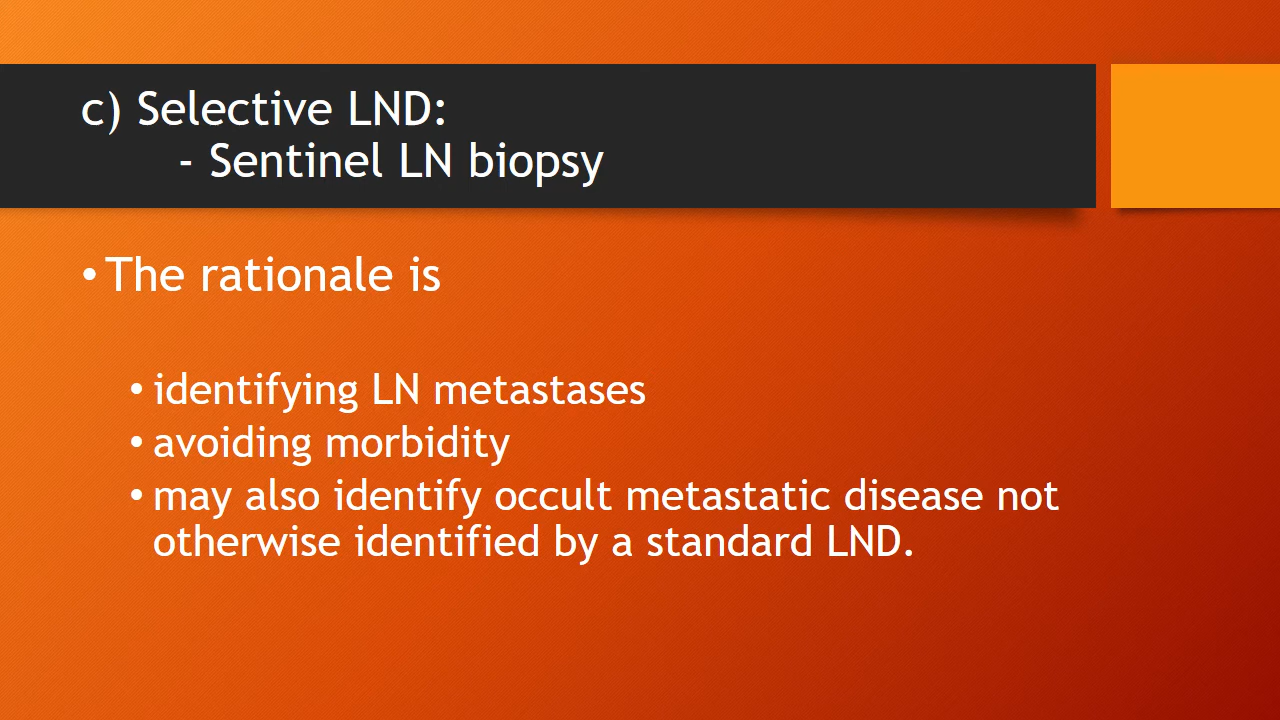 c) Selective LND:
- Sentinel LN biopsy
• The rationale is
• identifying LN metastases
• avoiding morbidity
• may also identify occult metastatic disease not
otherwise identified by a standard LND.